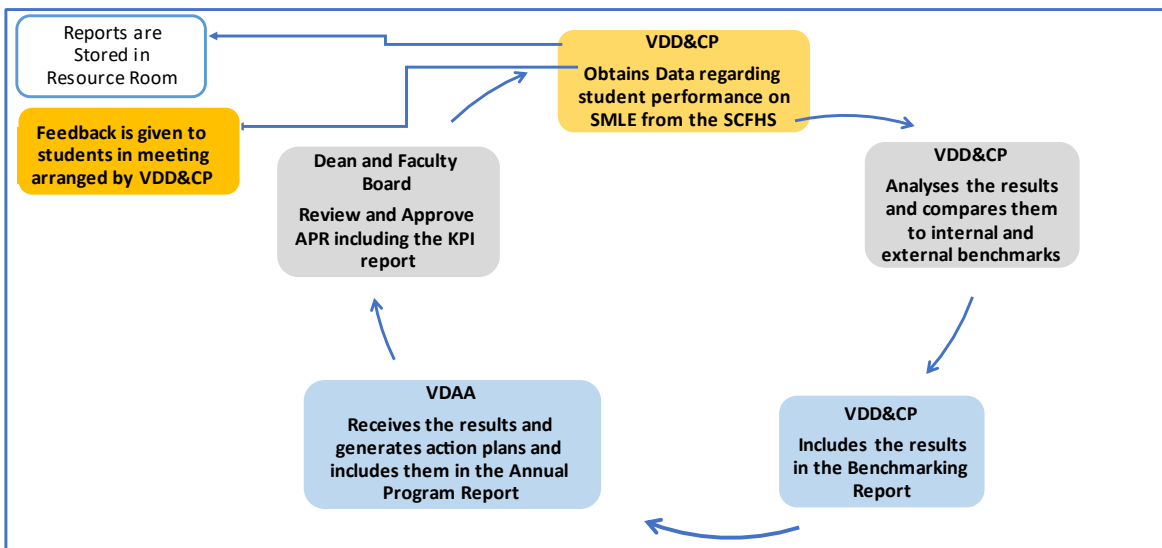 Reports are
Stored in
Resource Room
Feedback is given to
students in meeting
arranged by VDD&CP
VDD&CP
Obtains Data regarding
student performance on
SMLE from the SCFHS
VDD&CP
Analyses the results
and compares them
to internal and
external benchmarks
VDD&CP
Includes the results
in the Benchmarking
Report
VDAA
Receives the results and
generates action plans and
includes them in the Annual
Program Report
Dean and Faculty
Board
Review and Approve
APR including the KPI
report